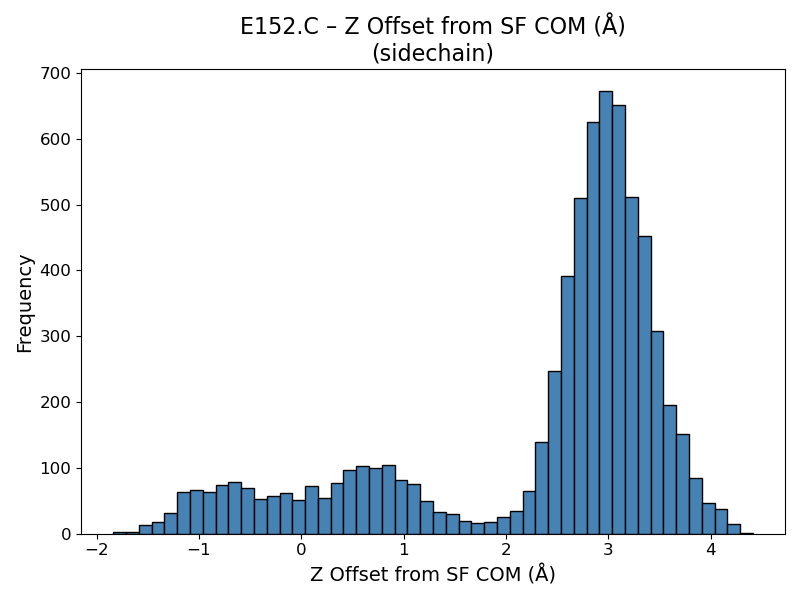 E152.C – Z Offset from SF COM (Å)
(sidechain)
700
600
500
400
300
200
100
0
Frequency
−2 −1 0 1 2 3 4
Z Offset from SF COM (Å)